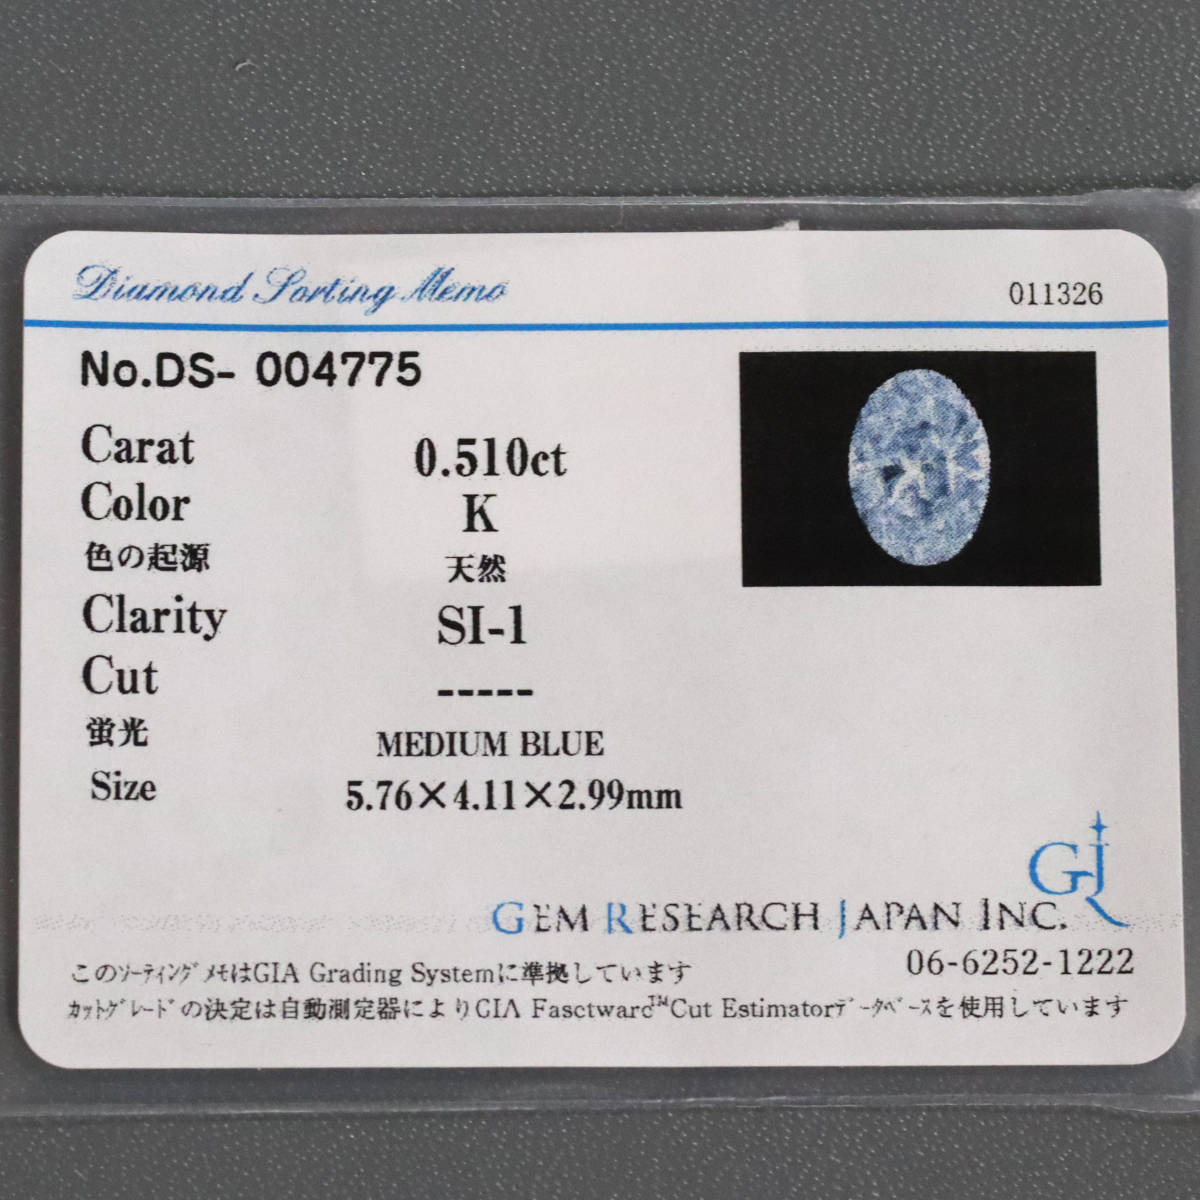 Diamond Sorting Memo
011326
No.DS- 004775
Carat 0.510ct
Color K
色の起源 天然
Clarity SI-1
Cut -----
蛍光 MEDIUM BLUE
Size 5.76×4.11×2.99mm
GJ
GEM RESEARCH JAPAN INC.
06-6252-1222
このｿｰﾃｨﾝｸﾞﾒﾓはGIA Grading Systemに準拠しています
ｶｯﾄｸﾞﾚｰﾄﾞの決定は自動測定器によりGIA Fasctwarc™Cut Estimatorﾃﾞｰﾀﾍﾞｰｽを使用しています